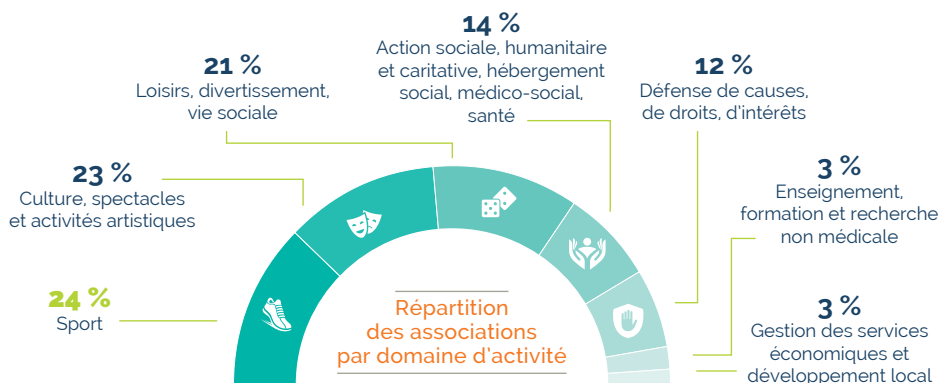 14 %
Action sociale, humanitaire
et caritative, hébergement
social, médico-social,
santé
21 %
Loisirs, divertissement,
vie sociale
12 %
Défense de causes,
de droits, d'intérêts
23 %
Culture, spectacles
et activités artistiques
3 %
Enseignement,
formation et recherche
non médicale
24 %
Sport
Répartition
des associations
par domaine d'activité
3 %
Gestion des services
économiques et
développement local